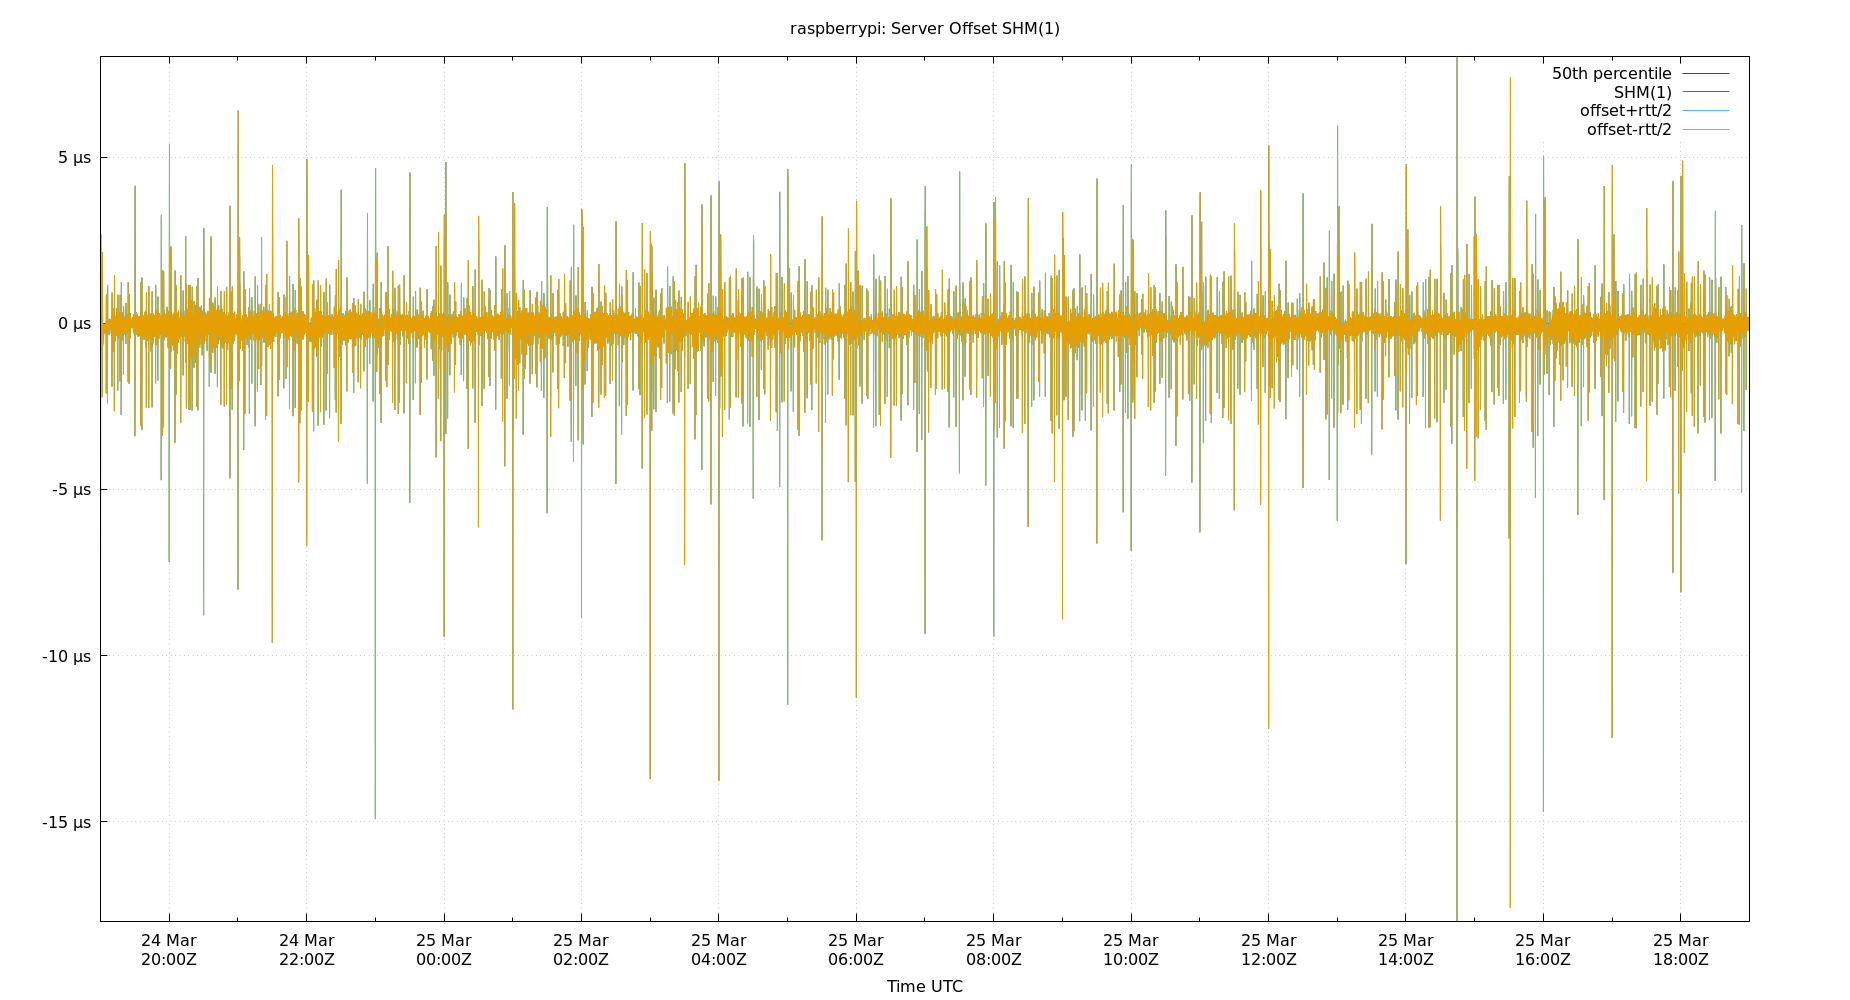 raspberrypi: Server Offset SHM(1)
50th percentile
SHM(1)
offset+rtt/2
offset-rtt/2
5 µs
0 µs
-5 µs
-10 µs
-15 µs
24 Mar 24 Mar 25 Mar 25 Mar 25 Mar 25 Mar 25 Mar 25 Mar 25 Mar 25 Mar 25 Mar 25 Mar
20:00Z 22:00Z 00:00Z 02:00Z 04:00Z 06:00Z 08:00Z 10:00Z 12:00Z 14:00Z 16:00Z 18:00Z
Time UTC